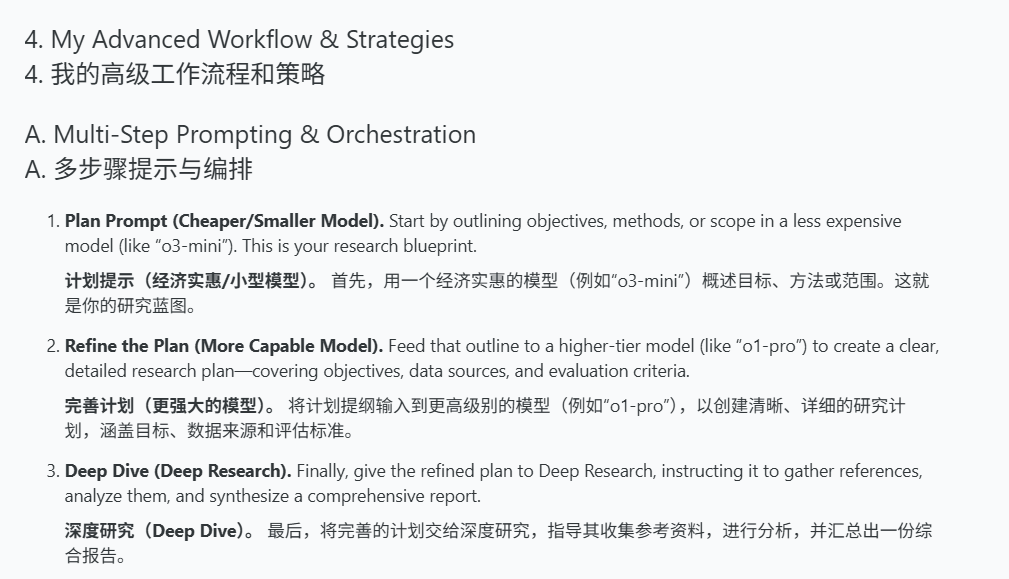 4. My Advanced Workflow & Strategies
4. 我的高级工作流程和策略
A. Multi-Step Prompting & Orchestration
A. 多步骤提示与编排
1. Plan Prompt (Cheaper/Smaller Model). Start by outlining objectives, methods, or scope in a less expensive
model (like “o3-mini”). This is your research blueprint.
计划提示（经济实惠/小型模型）。 首先，用一个经济实惠的模型（例如“o3-mini”）概述目标、方法或范围。这就
是你的研究蓝图。
2. Refine the Plan (More Capable Model). Feed that outline to a higher-tier model (like “o1-pro”) to create a clear,
detailed research plan—covering objectives, data sources, and evaluation criteria.
完善计划（更强大的模型）。 将计划提纲输入到更高级别的模型（例如“o1-pro”），以创建清晰、详细的研究计
划，涵盖目标、数据来源和评估标准。
3. Deep Dive (Deep Research). Finally, give the refined plan to Deep Research, instructing it to gather references,
analyze them, and synthesize a comprehensive report.
深度研究（Deep Dive）。 最后，将完善的计划交给深度研究，指导其收集参考资料，进行分析，并汇总出一份综
合报告。